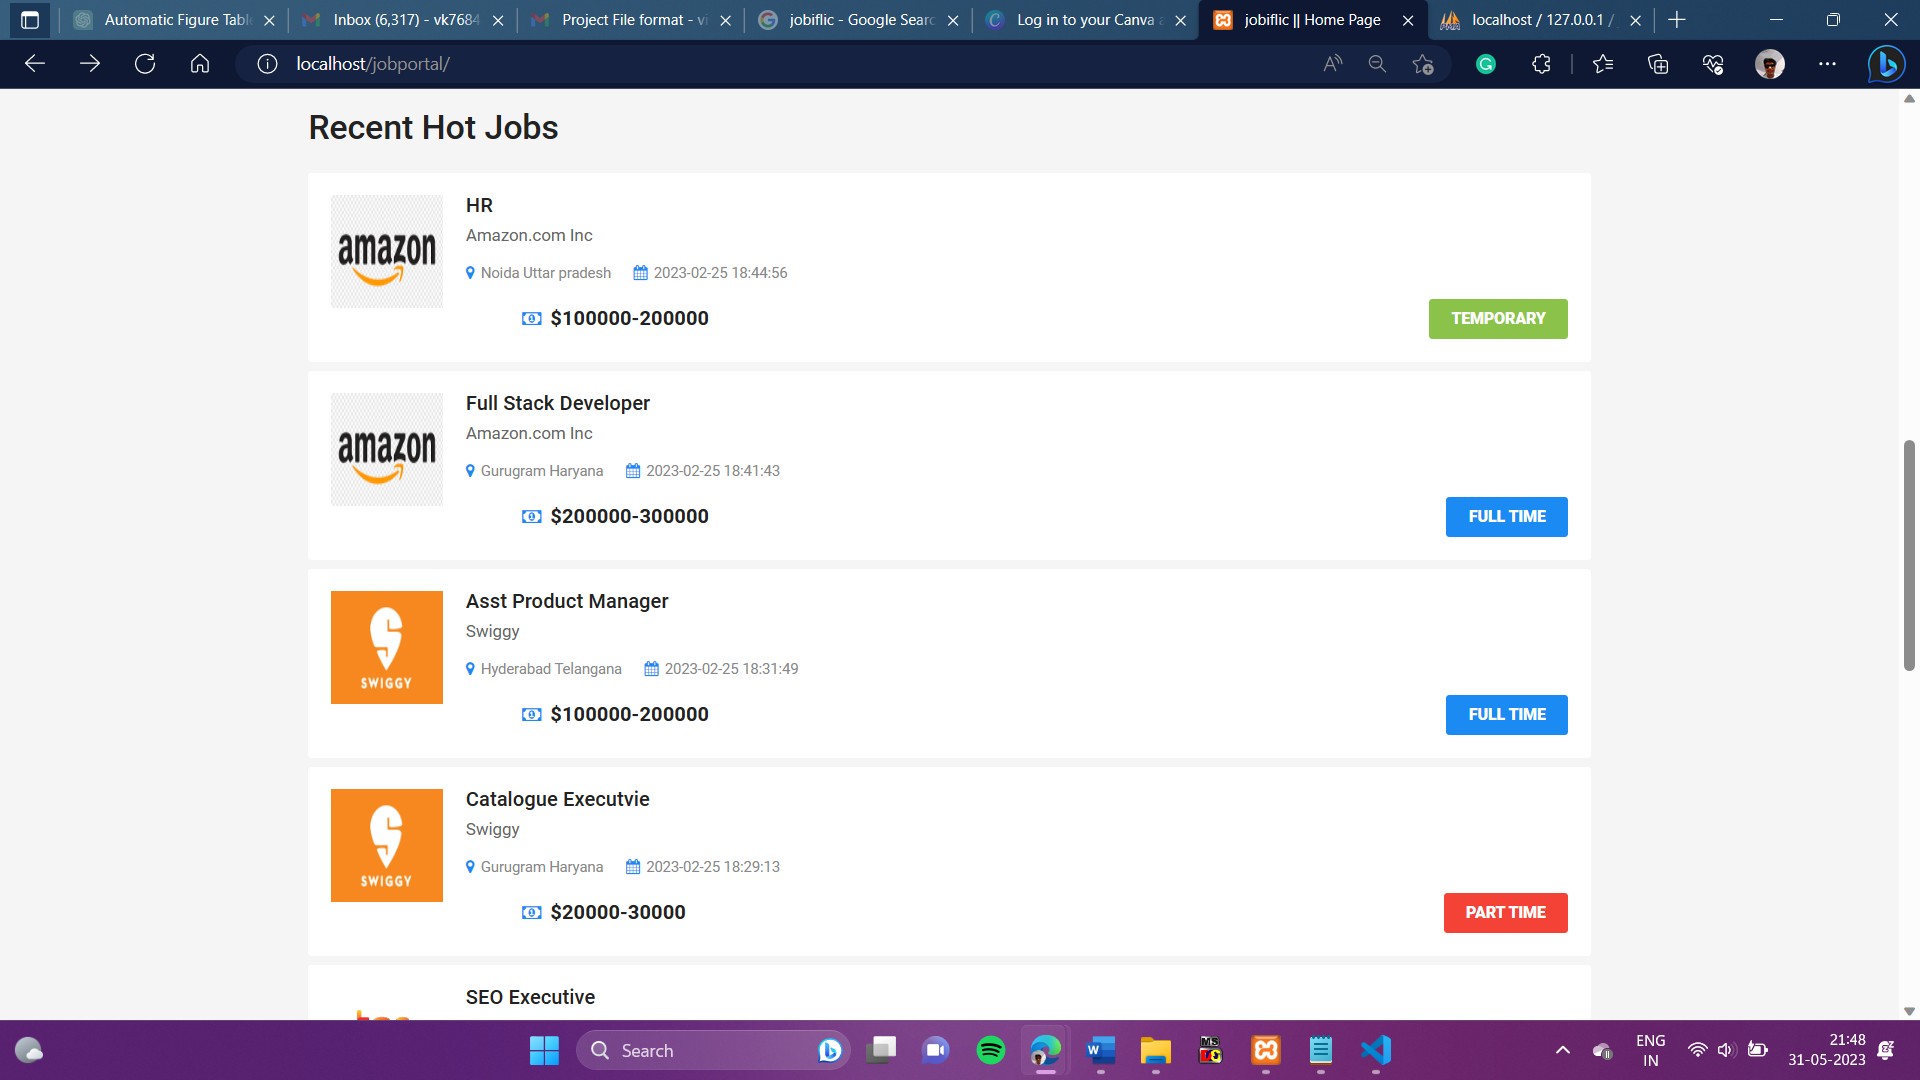 Automatic Figure Tabl
Inbox (6,317) - vk7684
Project File format - vi
jobiflic - Google Searc
Log in to your Canva a
jobiflic || Home Page
localhost / 127.0.0.1 /
localhost/jobportal/
Recent Hot Jobs
amazon
HR
Amazon.com Inc
Noida Uttar pradesh 2023-02-25 18:44:56
$100000-200000
TEMPORARY
amazon
Full Stack Developer
Amazon.com Inc
Gurugram Haryana 2023-02-25 18:41:43
$200000-300000
FULL TIME
SWIGGY
Asst Product Manager
Swiggy
Hyderabad Telangana 2023-02-25 18:31:49
$100000-200000
FULL TIME
SWIGGY
Catalogue Executvie
Swiggy
Gurugram Haryana 2023-02-25 18:29:13
$20000-30000
PART TIME
SEO Executive
Search
ENG
IN
21:48
31-05-2023